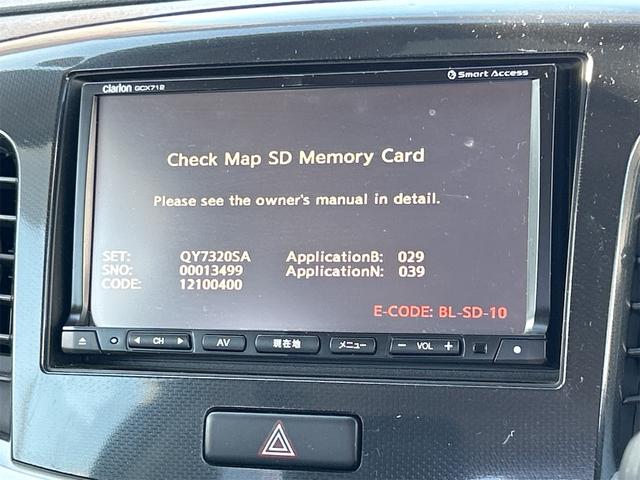 Clarion GCX712 Smart Access
Check Map SD Memory Card
Please see the owner's manual in detail.
SET: QY7320SA ApplicationB: 029
SNO: 00013499 ApplicationN: 039
CODE: 12100400
E-CODE: BL-SD-10
CH AV 現在地 メニュー − VOL +